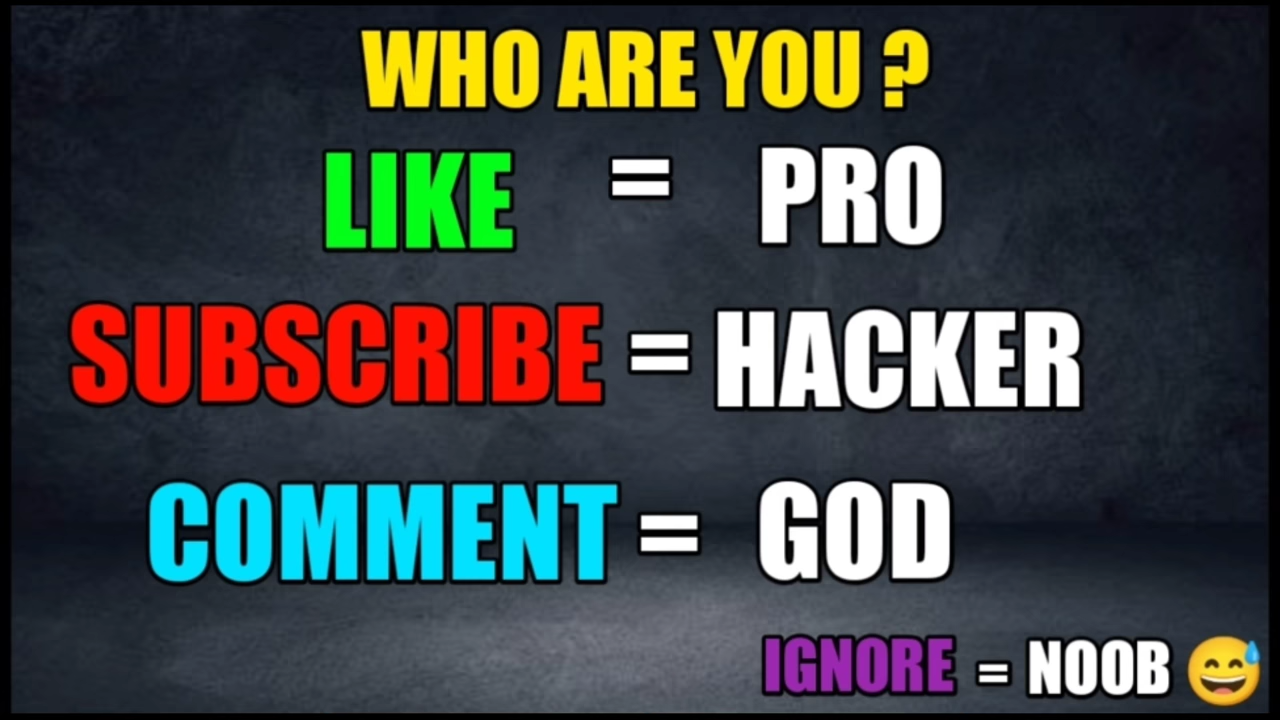 WHO ARE YOU ?
LIKE = PRO
SUBSCRIBE = HACKER
COMMENT = GOD
IGNORE = NOOB 😅